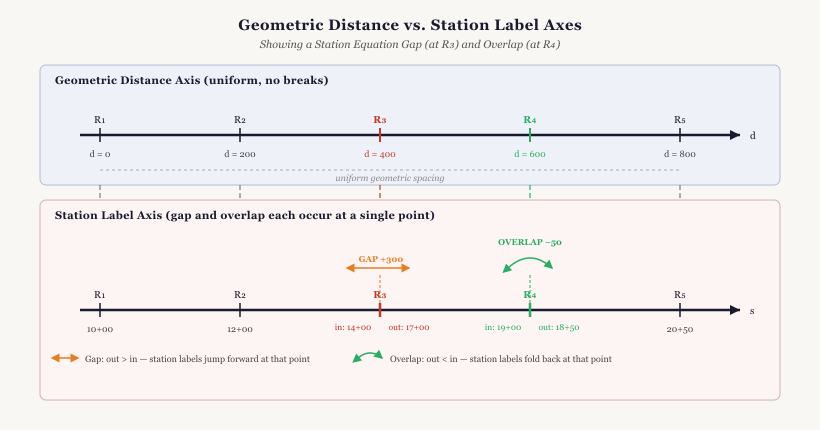 Geometric Distance vs. Station Label Axes
Showing a Station Equation Gap (at R3) and Overlap (at R4)
Geometric Distance Axis (uniform, no breaks)
R1 R2 R3 R4 R5
d
d = 0 d = 200 d = 400 d = 600 d = 800
uniform geometric spacing
Station Label Axis (gap and overlap each occur at a single point)
OVERLAP −50
GAP +300
R1 R2 R3 R4 R5
s
10+00 12+00 in: 14+00 out: 17+00 in: 19+00 out: 18+50 20+50
Gap: out > in — station labels jump forward at that point
Overlap: out < in — station labels fold back at that point